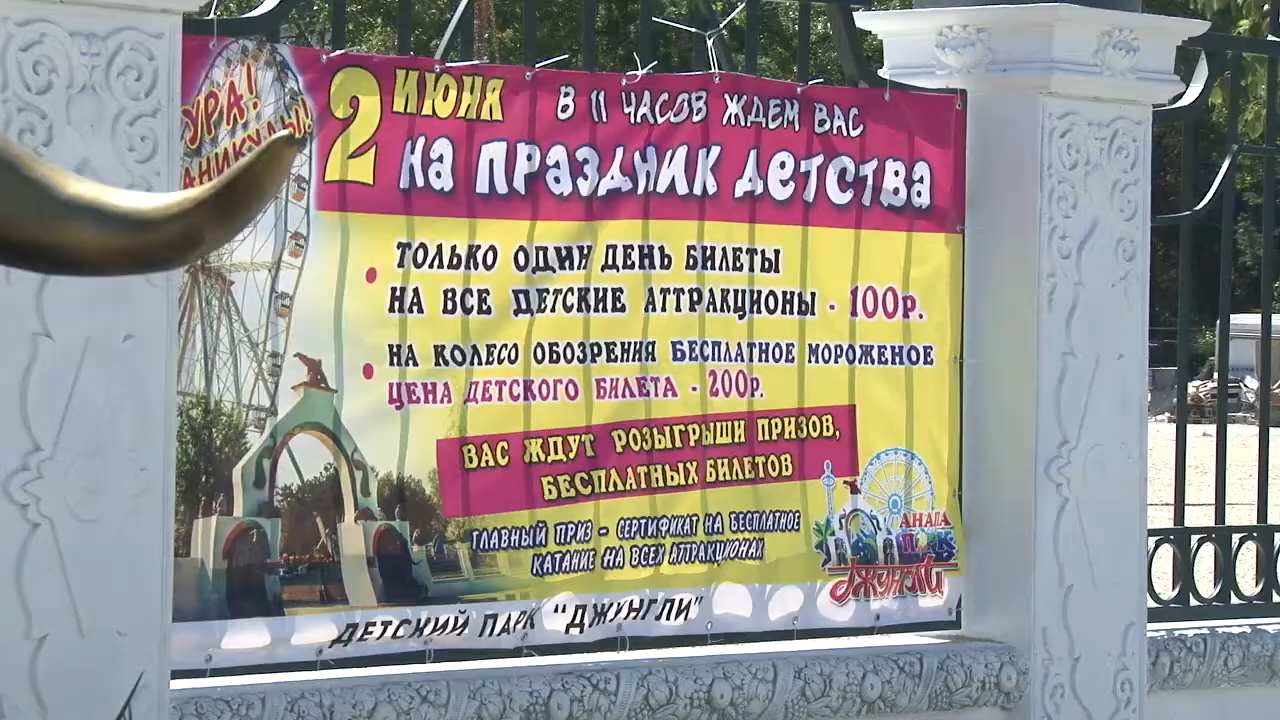 УРА!
АНИКУЛЫ!
2 ИЮНЯ
В 11 ЧАСОВ ЖДЕМ ВАС
НА ПРАЗДНИК ДЕТСТВА
• ТОЛЬКО ОДИН ДЕНЬ БИЛЕТЫ
НА ВСЕ ДЕТСКИЕ АТТРАКЦИОНЫ - 100р.
• НА КОЛЕСО ОБОЗРЕНИЯ БЕСПЛАТНОЕ МОРОЖЕНОЕ
ЦЕНА ДЕТСКОГО БИЛЕТА - 200р.
ВАС ЖДУТ РОЗЫГРЫШИ ПРИЗОВ,
БЕСПЛАТНЫХ БИЛЕТОВ
ГЛАВНЫЙ ПРИЗ - СЕРТИФИКАТ НА БЕСПЛАТНОЕ
КАТАНИЕ НА ВСЕХ АТТРАКЦИОНАХ
АНАПА
ПАРК
ДЖУНГЛИ
ДЕТСКИЙ ПАРК "ДЖУНГЛИ"